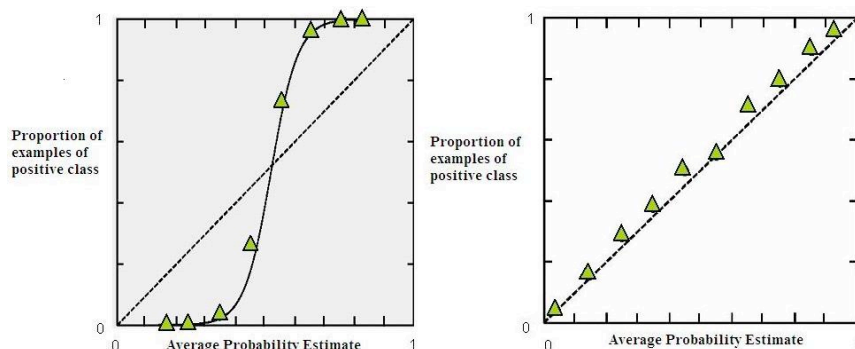 1
Proportion of
examples of
positive class
0
0
Average Probability Estimate
1
1
Proportion of
examples of
positive class
0
0
Average Probability Estimate
1